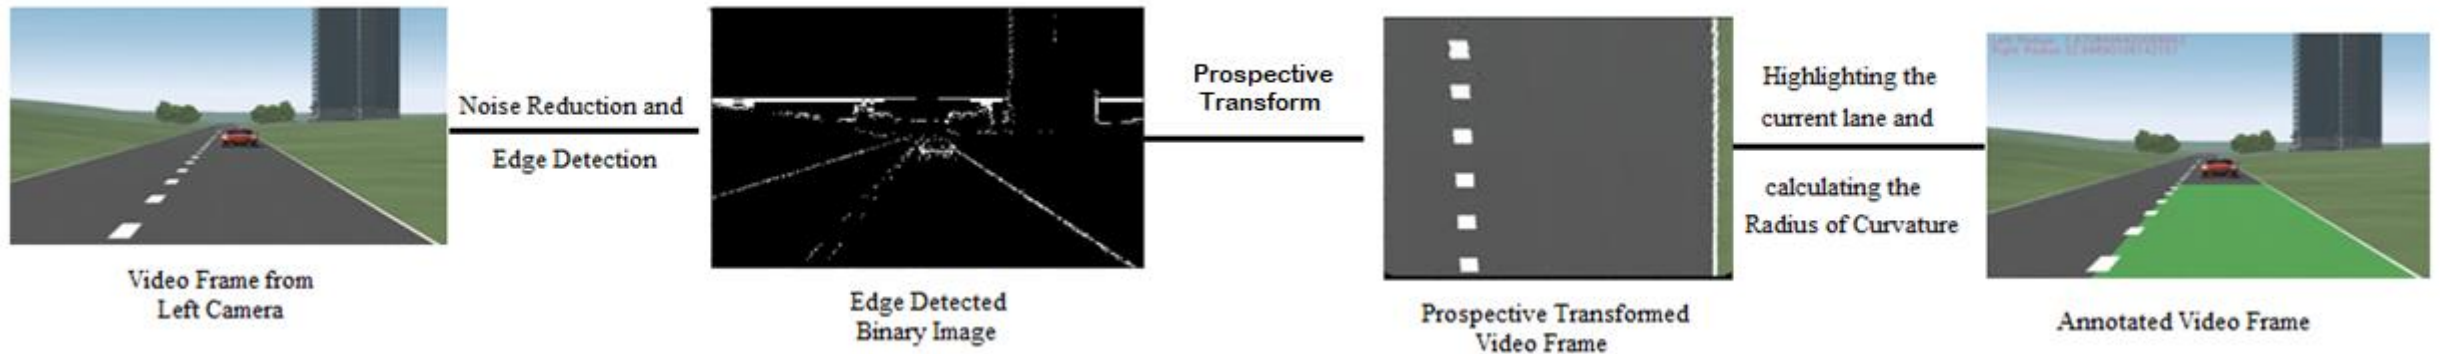 Noise Reduction and
Edge Detection
Prospective
Transform
Highlighting the
current lane and
calculating the
Radius of Curvature
Video Frame from
Left Camera
Edge Detected
Binary Image
Prospective Transformed
Video Frame
Annotated Video Frame